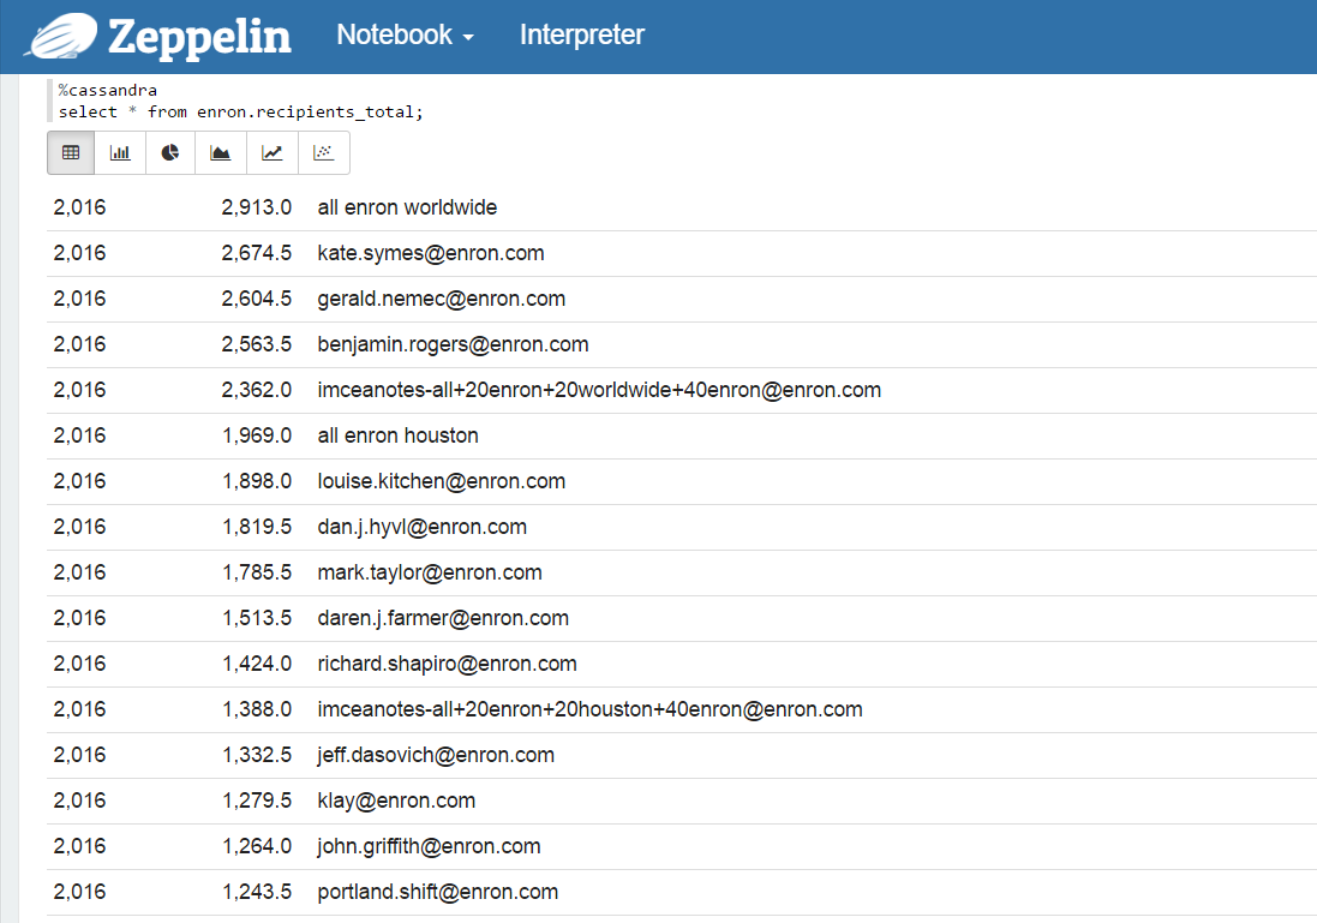 Zeppelin Notebook Interpreter
%cassandra
select * from enron.recipients_total;
2,016 2,913.0 all enron worldwide
2,016 2,674.5 kate.symes@enron.com
2,016 2,604.5 gerald.nemec@enron.com
2,016 2,563.5 benjamin.rogers@enron.com
2,016 2,362.0 imceanotes-all+20enron+20worldwide+40enron@enron.com
2,016 1,969.0 all enron houston
2,016 1,898.0 louise.kitchen@enron.com
2,016 1,819.5 dan.j.hyvl@enron.com
2,016 1,785.5 mark.taylor@enron.com
2,016 1,513.5 daren.j.farmer@enron.com
2,016 1,424.0 richard.shapiro@enron.com
2,016 1,388.0 imceanotes-all+20enron+20houston+40enron@enron.com
2,016 1,332.5 jeff.dasovich@enron.com
2,016 1,279.5 klay@enron.com
2,016 1,264.0 john.griffith@enron.com
2,016 1,243.5 portland.shift@enron.com